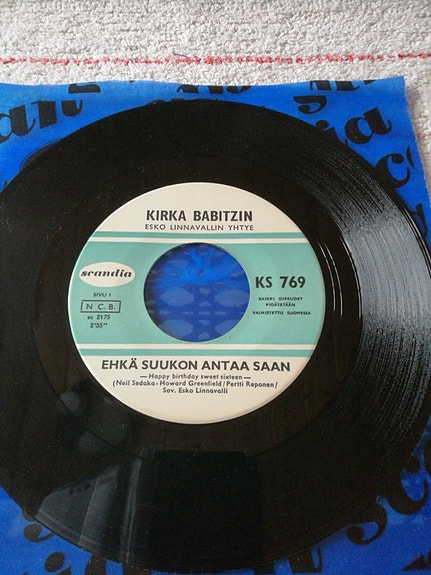 KIRKA BABITZIN
ESKO LINNAVALLIN YHTYE
scandia
KS 769
SIVU 1
N C B.
sc 2175
2'35"
KAIKKI OIKEUDET
PIDÄTETÄÄN
VALMISTETTU SUOMESSA
EHKÄ SUUKON ANTAA SAAN
—Happy birthday sweet sixteen—
(Neil Sedaka-Howard Greenfield/Pertti Reponen/
Sov. Esko Linnavalli)